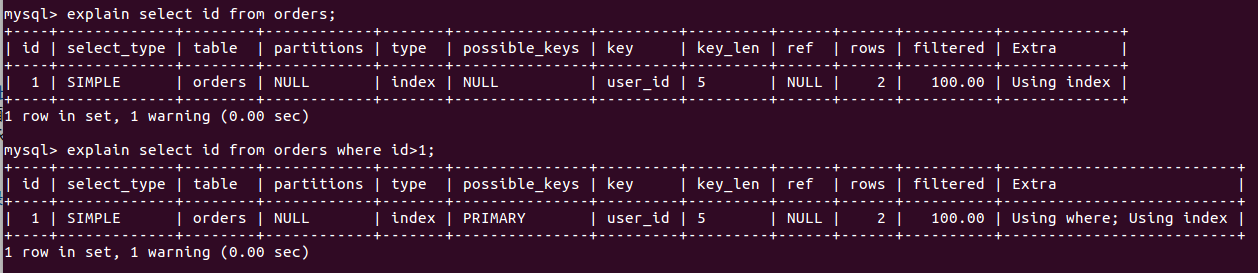 mysql> explain select id from orders;
+----+-------------+--------+------------+-------+---------------+---------+---------+------+------+----------+-------------+
| id | select_type | table  | partitions | type  | possible_keys | key     | key_len | ref  | rows | filtered | Extra       |
+----+-------------+--------+------------+-------+---------------+---------+---------+------+------+----------+-------------+
|  1 | SIMPLE      | orders | NULL       | index | NULL          | user_id | 5       | NULL |    2 |   100.00 | Using index |
+----+-------------+--------+------------+-------+---------------+---------+---------+------+------+----------+-------------+
1 row in set, 1 warning (0.00 sec)

mysql> explain select id from orders where id>1;
+----+-------------+--------+------------+-------+---------------+---------+---------+------+------+----------+--------------------------+
| id | select_type | table  | partitions | type  | possible_keys | key     | key_len | ref  | rows | filtered | Extra                    |
+----+-------------+--------+------------+-------+---------------+---------+---------+------+------+----------+--------------------------+
|  1 | SIMPLE      | orders | NULL       | index | PRIMARY       | user_id | 5       | NULL |    2 |   100.00 | Using where; Using index |
+----+-------------+--------+------------+-------+---------------+---------+---------+------+------+----------+--------------------------+
1 row in set, 1 warning (0.00 sec)